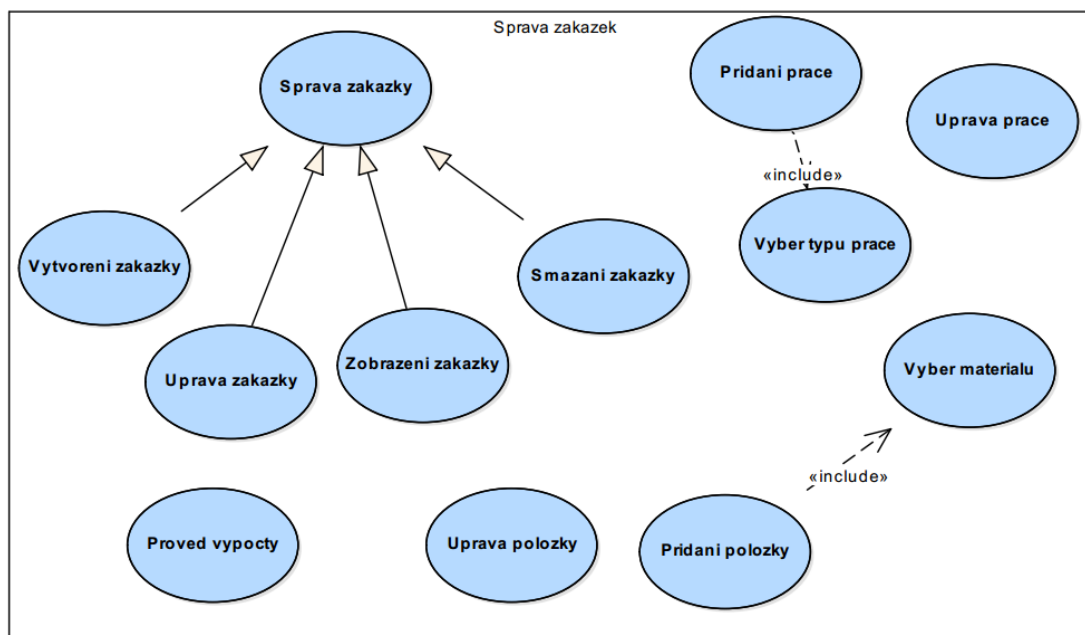 Sprava zakazek
Sprava zakazky
Pridani prace
Uprava prace
«include»
Vytvoreni zakazky
Smazani zakazky
Vyber typu prace
Uprava zakazky
Zobrazeni zakazky
Vyber materialu
«include»
Proved vypocty
Uprava polozky
Pridani polozky